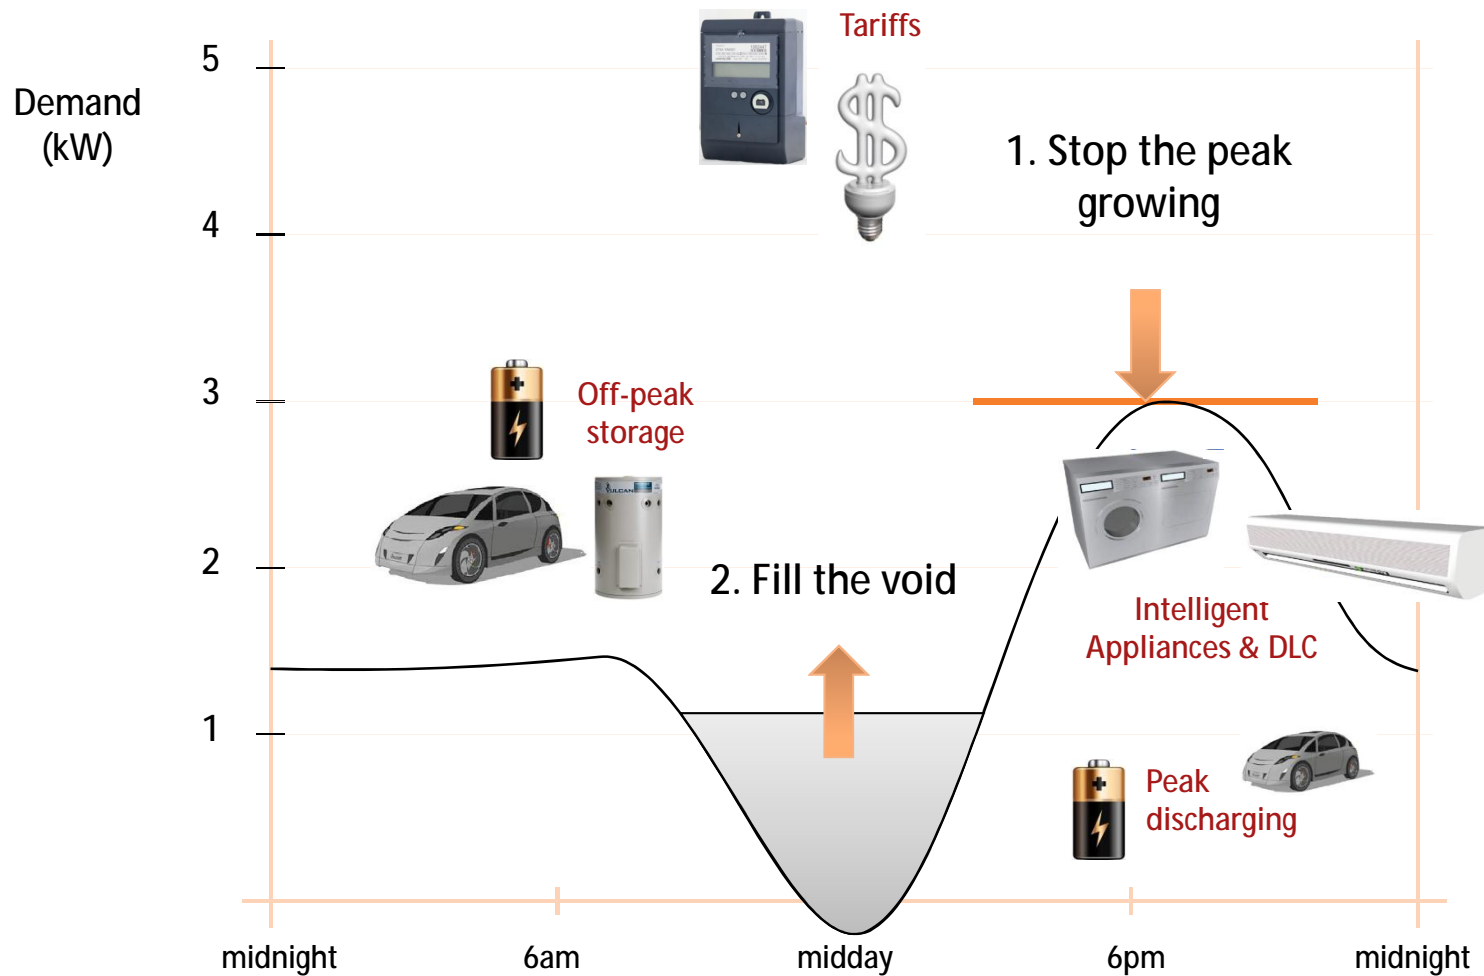 Tariffs
5
Demand
(kW)
1. Stop the peak
growing
4
3
Off-peak
storage
VULCAN
2
2. Fill the void
Intelligent
Appliances & DLC
1
Peak
discharging
midnight
6am
midday
6pm
midnight